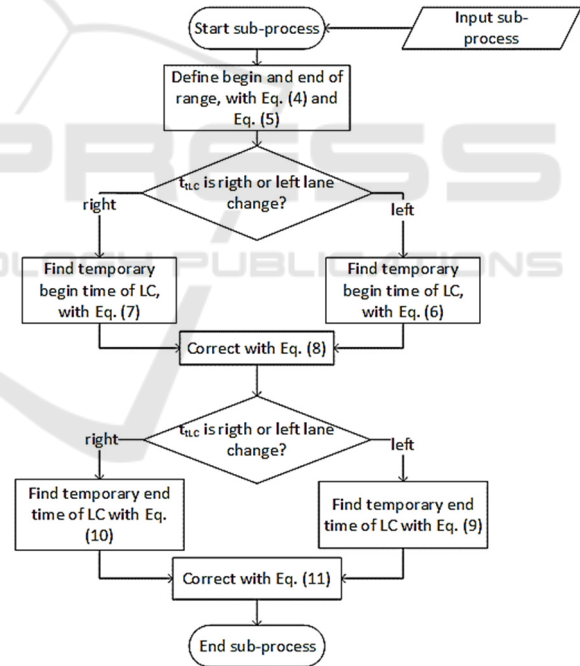 Start sub-process
Input sub-
process
Define begin and end of
range, with Eq. (4) and
Eq. (5)
t_tLC is rigth or left lane
change?
right
left
Find temporary
begin time of LC,
with Eq. (7)
Find temporary
begin time of LC,
with Eq. (6)
Correct with Eq. (8)
t_tLC is rigth or left lane
change?
right
left
Find temporary end
time of LC with Eq.
(10)
Find temporary end
time of LC with Eq. (9)
Correct with Eq. (11)
End sub-process
PRESS
OLOGY PUBLICATIONS